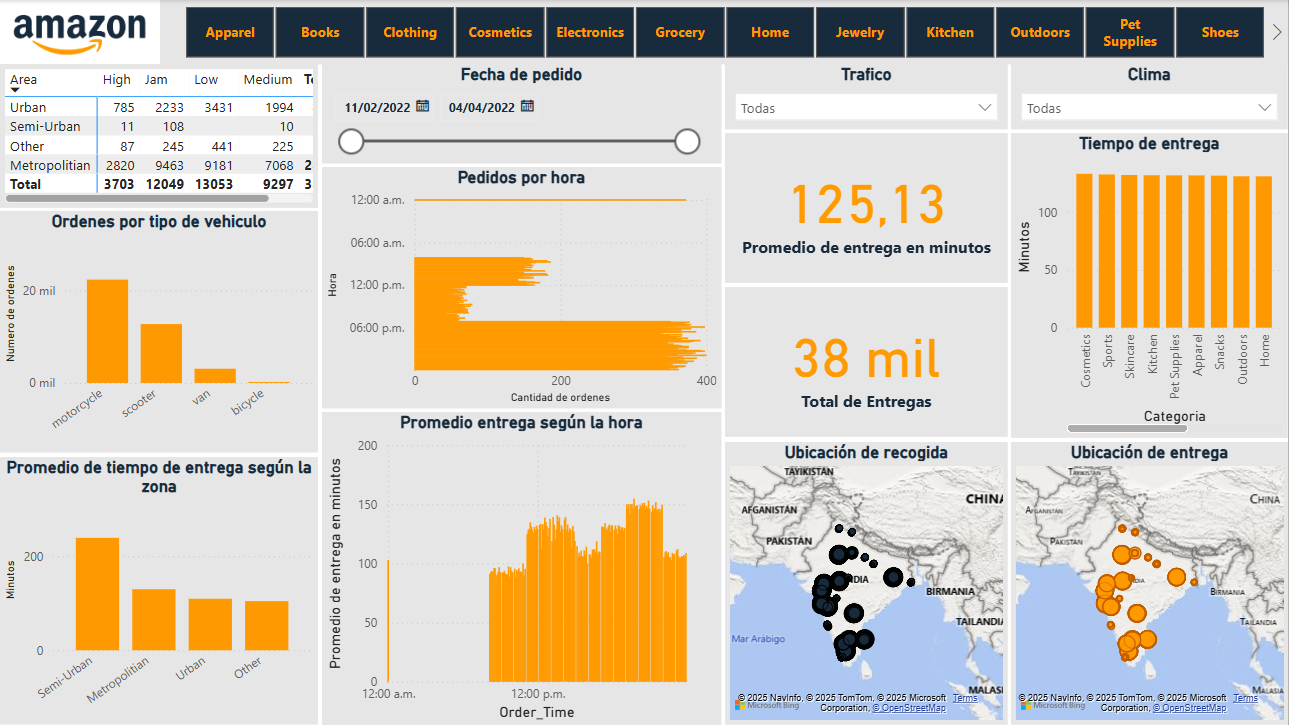 amazon
Apparel
Books
Clothing
Cosmetics
Electronics
Grocery
Home
Jewelry
Kitchen
Outdoors
Pet
Supplies
Shoes
Area High Jam Low Medium
Urban 785 2233 3431 1994
Semi-Urban 11 108 10
Other 87 245 441 225
Metropolitian 2820 9463 9181 7068 2
Total 3703 12049 13053 9297 3
Fecha de pedido
11/02/2022 04/04/2022
Trafico
Todas
Clima
Todas
Ordenes por tipo de vehiculo
Numero de ordenes
20 mil
0 mil
motorcycle
scooter
van
bicycle
Pedidos por hora
Hora
12:00 a.m.
06:00 a.m.
12:00 p.m.
06:00 p.m.
0 200 400
Cantidad de ordenes
125,13
Promedio de entrega en minutos
38 mil
Total de Entregas
Tiempo de entrega
Minutos
100
50
0
Cosmetics
Sports
Skincare
Kitchen
Pet Supplies
Apparel
Snacks
Outdoors
Home
Categoria
Promedio de tiempo de entrega según la
zona
Minutos
200
0
Semi-Urban
Metropolitian
Urban
Other
Promedio entrega según la hora
Promedio de entrega en minutos
200
150
100
50
0
12:00 a.m. 12:00 p.m.
Order_Time
Ubicación de recogida
TAYIKISTÁN
CHINA
AFGANISTÁN
PAKISTÁN
BIRMANIA
TAILANDIA
Mar Arábigo
MALASI
© 2025 NavInfo, © 2025 TomTom, © 2025 Microsoft Terms
Corporation, © OpenStreetMap
Microsoft Bing
Ubicación de entrega
TAYIKISTÁN
CHINA
AFGANISTÁN
PAKISTÁN
BIRMANIA
TAILANDIA
MALASI
© 2025 NavInfo, © 2025 TomTom, © 2025 Microsoft Terms
Corporation, © OpenStreetMap
Microsoft Bing